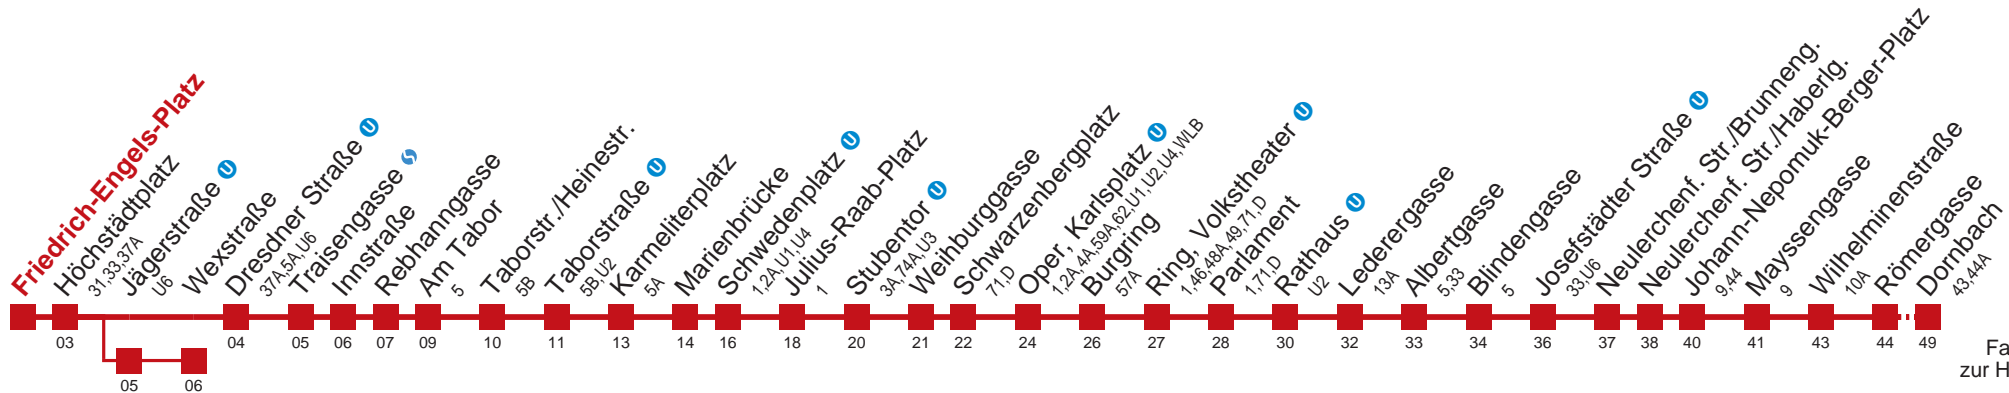 Friedrich-Engels-Platz
Höchstädtplatz
31,33,37A
Jägerstraße U
U6
Wexstraße
Dresdner Straße U
37A,5A,U6
Traisengasse
Innstraße
Rebhanngasse
Am Tabor
5
Taborstr./Heinestr.
5B
Taborstraße U
5B,U2
Karmeliterplatz
5A
Marienbrücke
Schwedenplatz U
1,2A,U1,U4
Julius-Raab-Platz
1
Stubentor U
3A,74A,U3
Weihburggasse
Schwarzenbergplatz
71,D
Oper, Karlsplatz U
1,2A,4A,59A,62,U1,U2,U4,WLB
Burgring
57A
Ring, Volkstheater U
1,46,48A,49,71,D
Parlament
1,71,D
Rathaus U
U2
Lederergasse
13A
Albertgasse
5,33
Blindengasse
5
Josefstädter Straße U
33,U6
Neulerchenf. Str./Brunneng.
Neulerchenf. Str./Haberlg.
Johann-Nepomuk-Berger-Platz
9,44
Mayssengasse
9
Wilhelminenstraße
10A
Römergasse
Dornbach
43,44A
03
04
05
06
07
09
10
11
13
14
16
18
20
21
22
24
26
27
28
30
32
33
34
36
37
38
40
41
43
44
49
05
06
Fa
zur H